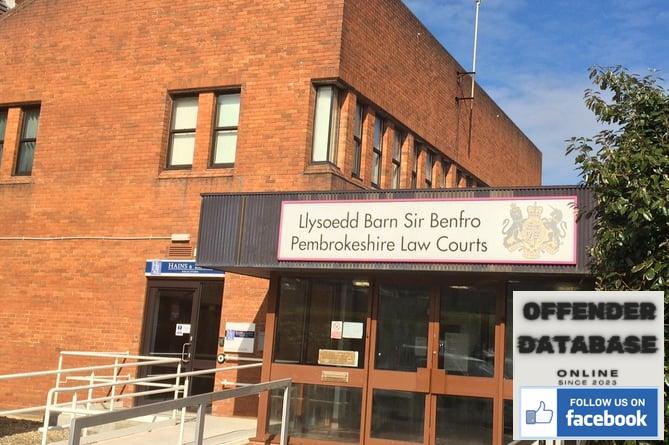 Llysoedd Barn Sir Benfro
Pembrokeshire Law Courts
HAINS &
OFFENDER
DATABASE
ONLINE
SINCE 2023
FOLLOW US ON
facebook